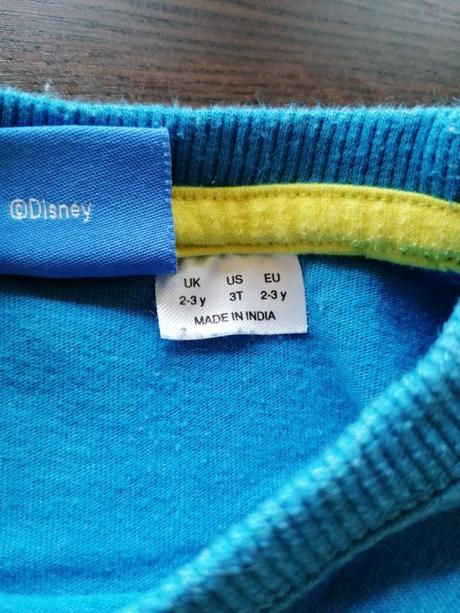 ©Disney
UK US EU
2-3 y 3T 2-3 y
MADE IN INDIA